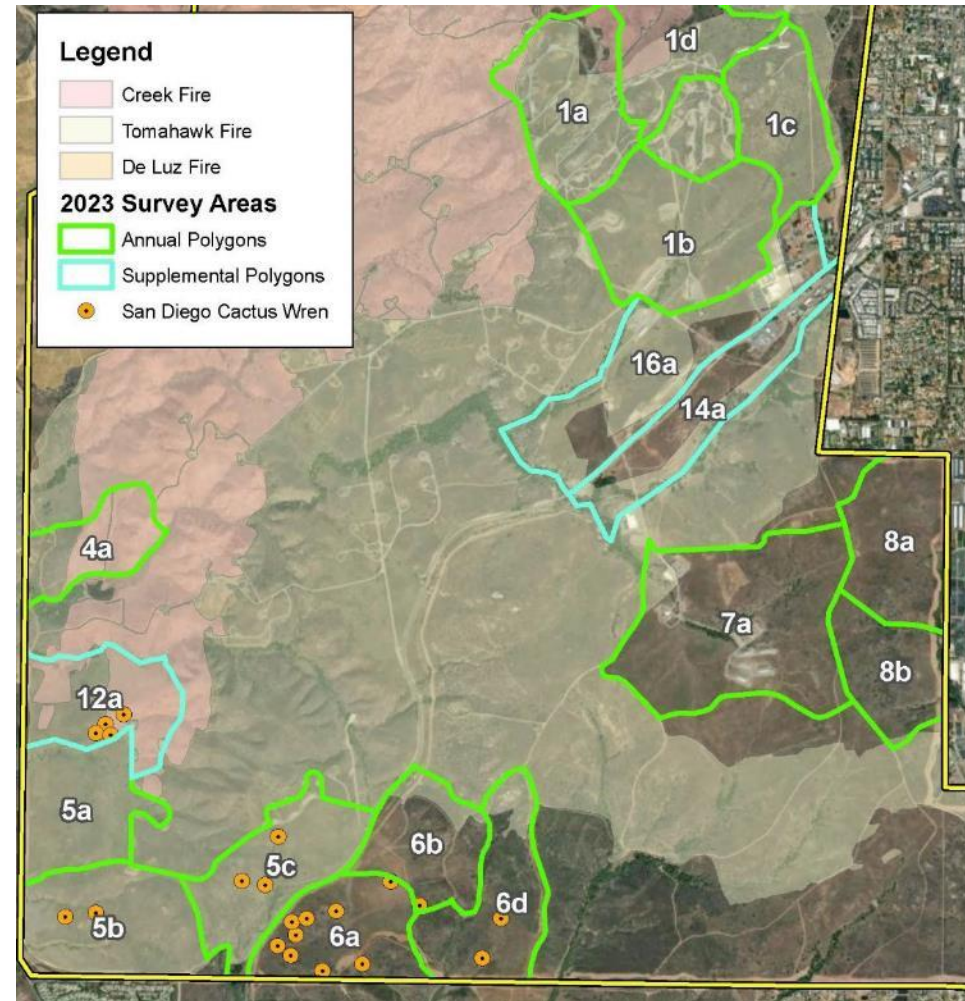 Legend
Creek Fire
Tomahawk Fire
De Luz Fire
2023 Survey Areas
Annual Polygons
Supplemental Polygons
San Diego Cactus Wren
1d
1a
1c
1b
16a
14a
4a
8a
7a
8b
12a
5a
6b
5c
6d
5b
6a